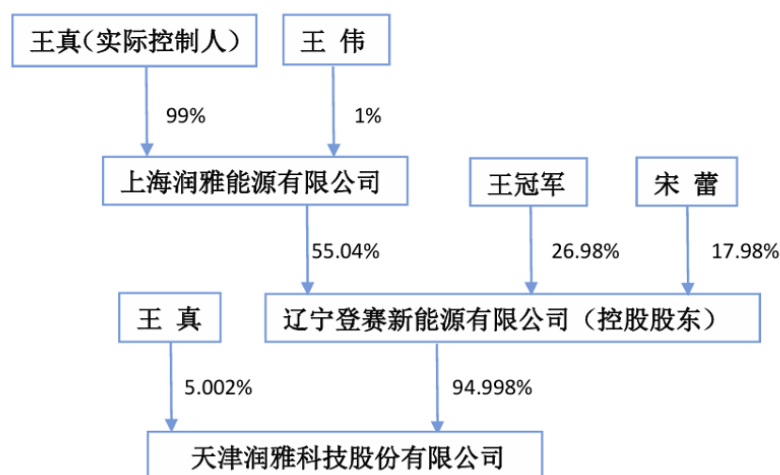 王真（实际控制人）
王 伟
99%
1%
上海润雅能源有限公司
王冠军
宋 蕾
55.04%
26.98%
17.98%
王 真
辽宁登赛新能源有限公司（控股股东）
5.002%
94.998%
天津润雅科技股份有限公司